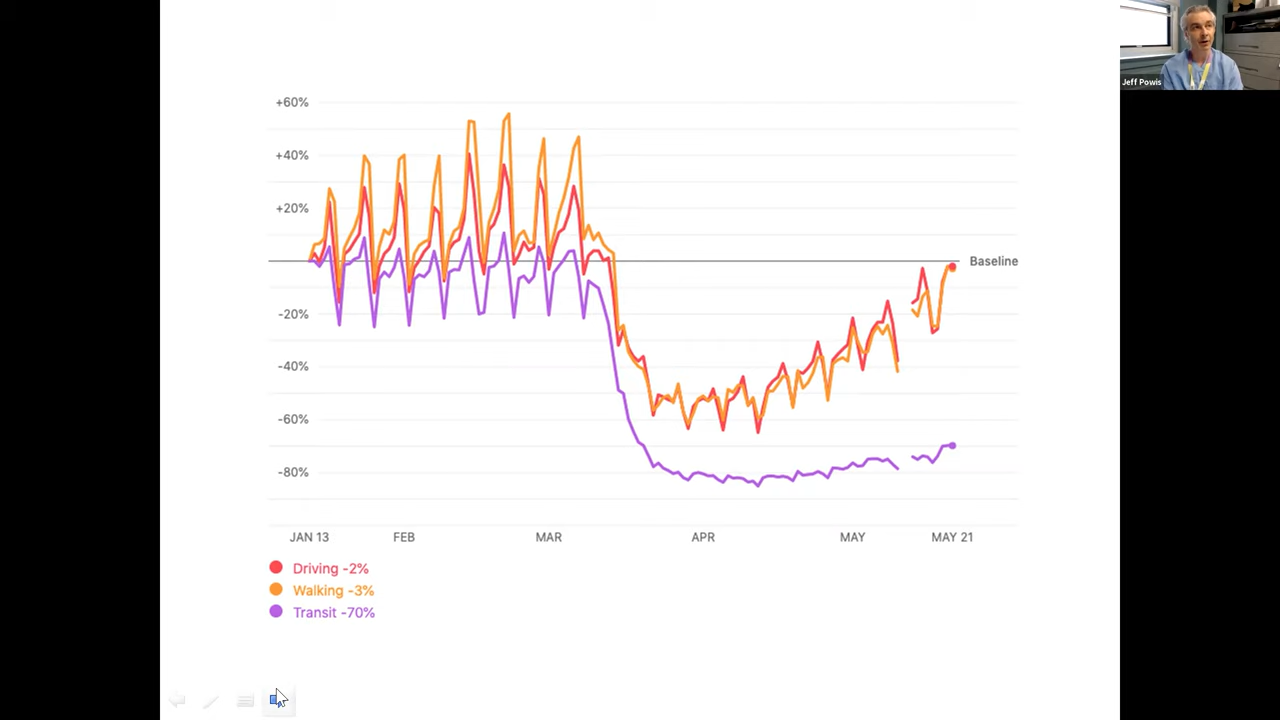 Jeff Powis
+60%
+40%
+20%
Baseline
-20%
-40%
-60%
-80%
JAN 13 FEB MAR APR MAY MAY 21
Driving -2%
Walking -3%
Transit -70%